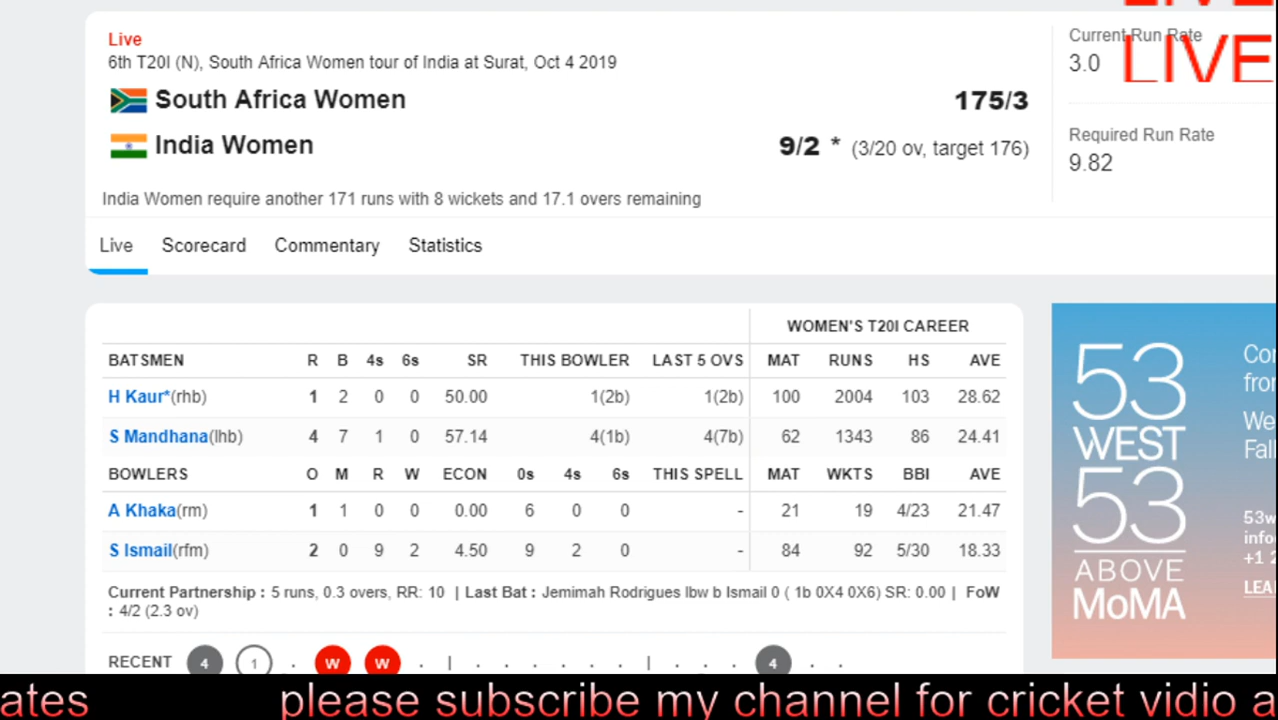 Live
6th T20I (N), South Africa Women tour of India at Surat, Oct 4 2019
South Africa Women 175/3
India Women 9/2 * (3/20 ov, target 176)
India Women require another 171 runs with 8 wickets and 17.1 overs remaining
Current Run Rate
3.0
LIVE
Required Run Rate
9.82
Live Scorecard Commentary Statistics
WOMEN'S T20I CAREER
BATSMEN R B 4s 6s SR THIS BOWLER LAST 5 OVS MAT RUNS HS AVE
H Kaur*(rhb) 1 2 0 0 50.00 1(2b) 1(2b) 100 2004 103 28.62
S Mandhana(lhb) 4 7 1 0 57.14 4(1b) 4(7b) 62 1343 86 24.41
BOWLERS O M R W ECON 0s 4s 6s THIS SPELL MAT WKTS BBI AVE
A Khaka(rm) 1 1 0 0 0.00 6 0 0 - 21 19 4/23 21.47
S Ismail(rfm) 2 0 9 2 4.50 9 2 0 - 84 92 5/30 18.33
Current Partnership : 5 runs, 0.3 overs, RR: 10 | Last Bat : Jemimah Rodrigues lbw b Ismail 0 ( 1b 0X4 0X6) SR: 0.00 | FoW
: 4/2 (2.3 ov)
RECENT 4 1 . W W . | . . . . . . | . . . 4 . .
53
WEST
53
ABOVE
MoMA
53w
info
+1 2
LEA
ates please subscribe my channel for cricket vidio a